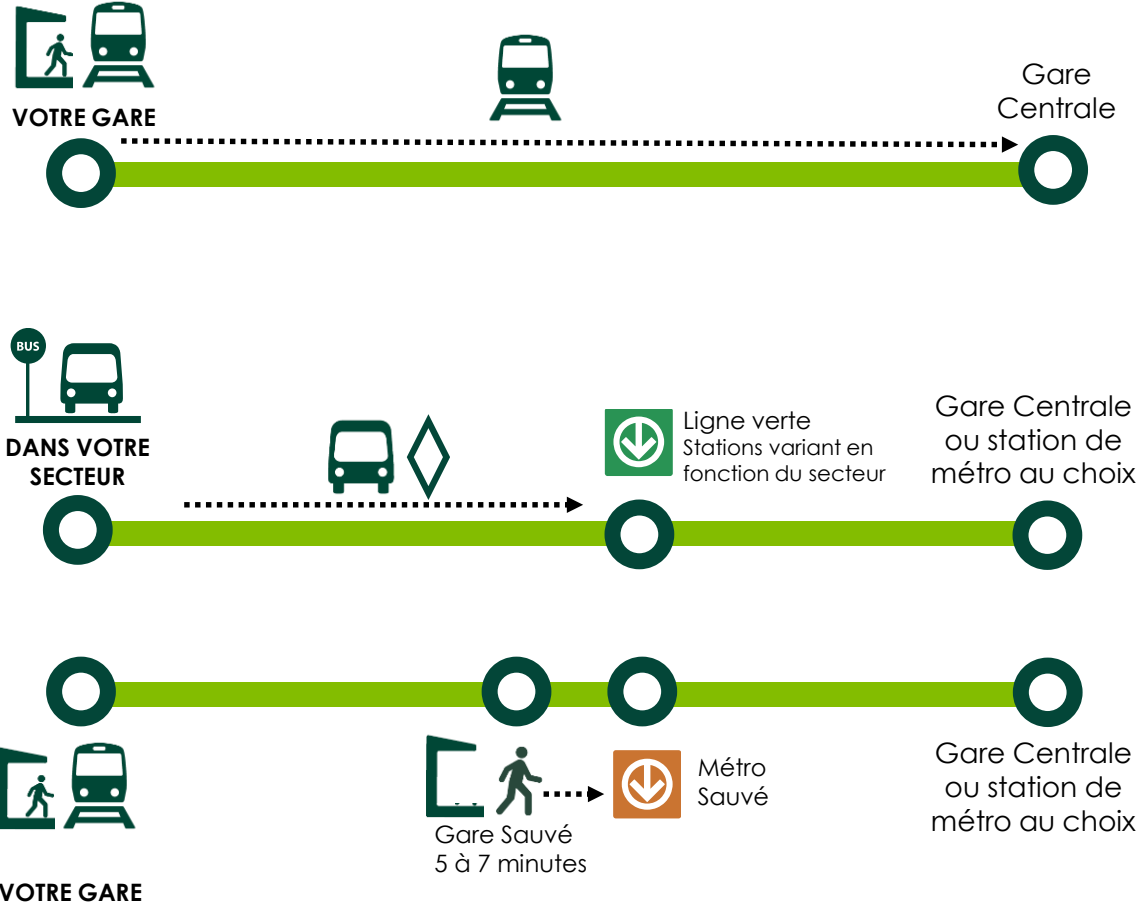 VOTRE GARE
Gare
Centrale
BUS
DANS VOTRE
SECTEUR
Ligne verte
Stations variant en
fonction du secteur
Gare Centrale
ou station de
métro au choix
Gare Sauvé
5 à 7 minutes
Métro
Sauvé
Gare Centrale
ou station de
métro au choix
VOTRE GARE